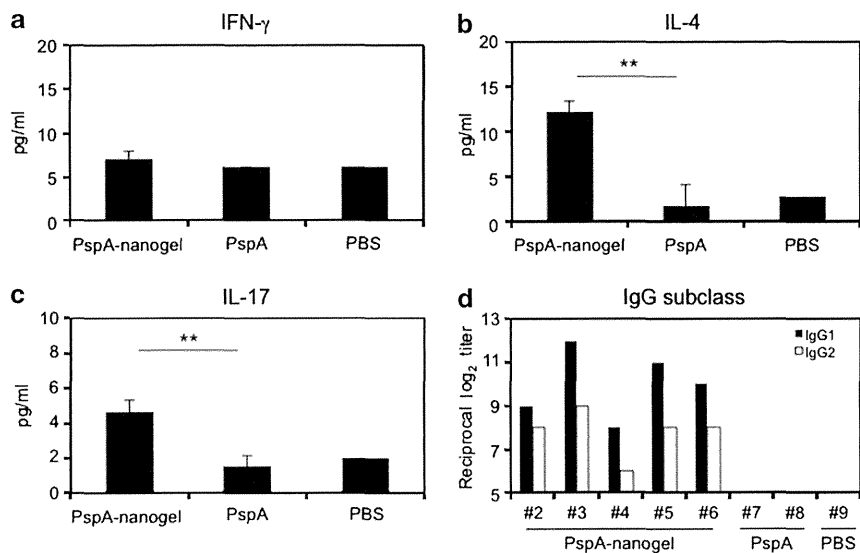 a
IFN-γ
20
15
10
5
0
pg/ml
PspA-nanogel PspA PBS
b
IL-4
20
15
10
5
0
pg/ml
**
PspA-nanogel PspA PBS
c
IL-17
10
8
6
4
2
0
pg/ml
**
PspA-nanogel PspA PBS
d
IgG subclass
13
11
9
7
5
Reciprocal log₂ titer
IgG1
IgG2
#2 #3 #4 #5 #6 #7 #8 #9
PspA-nanogel PspA PBS